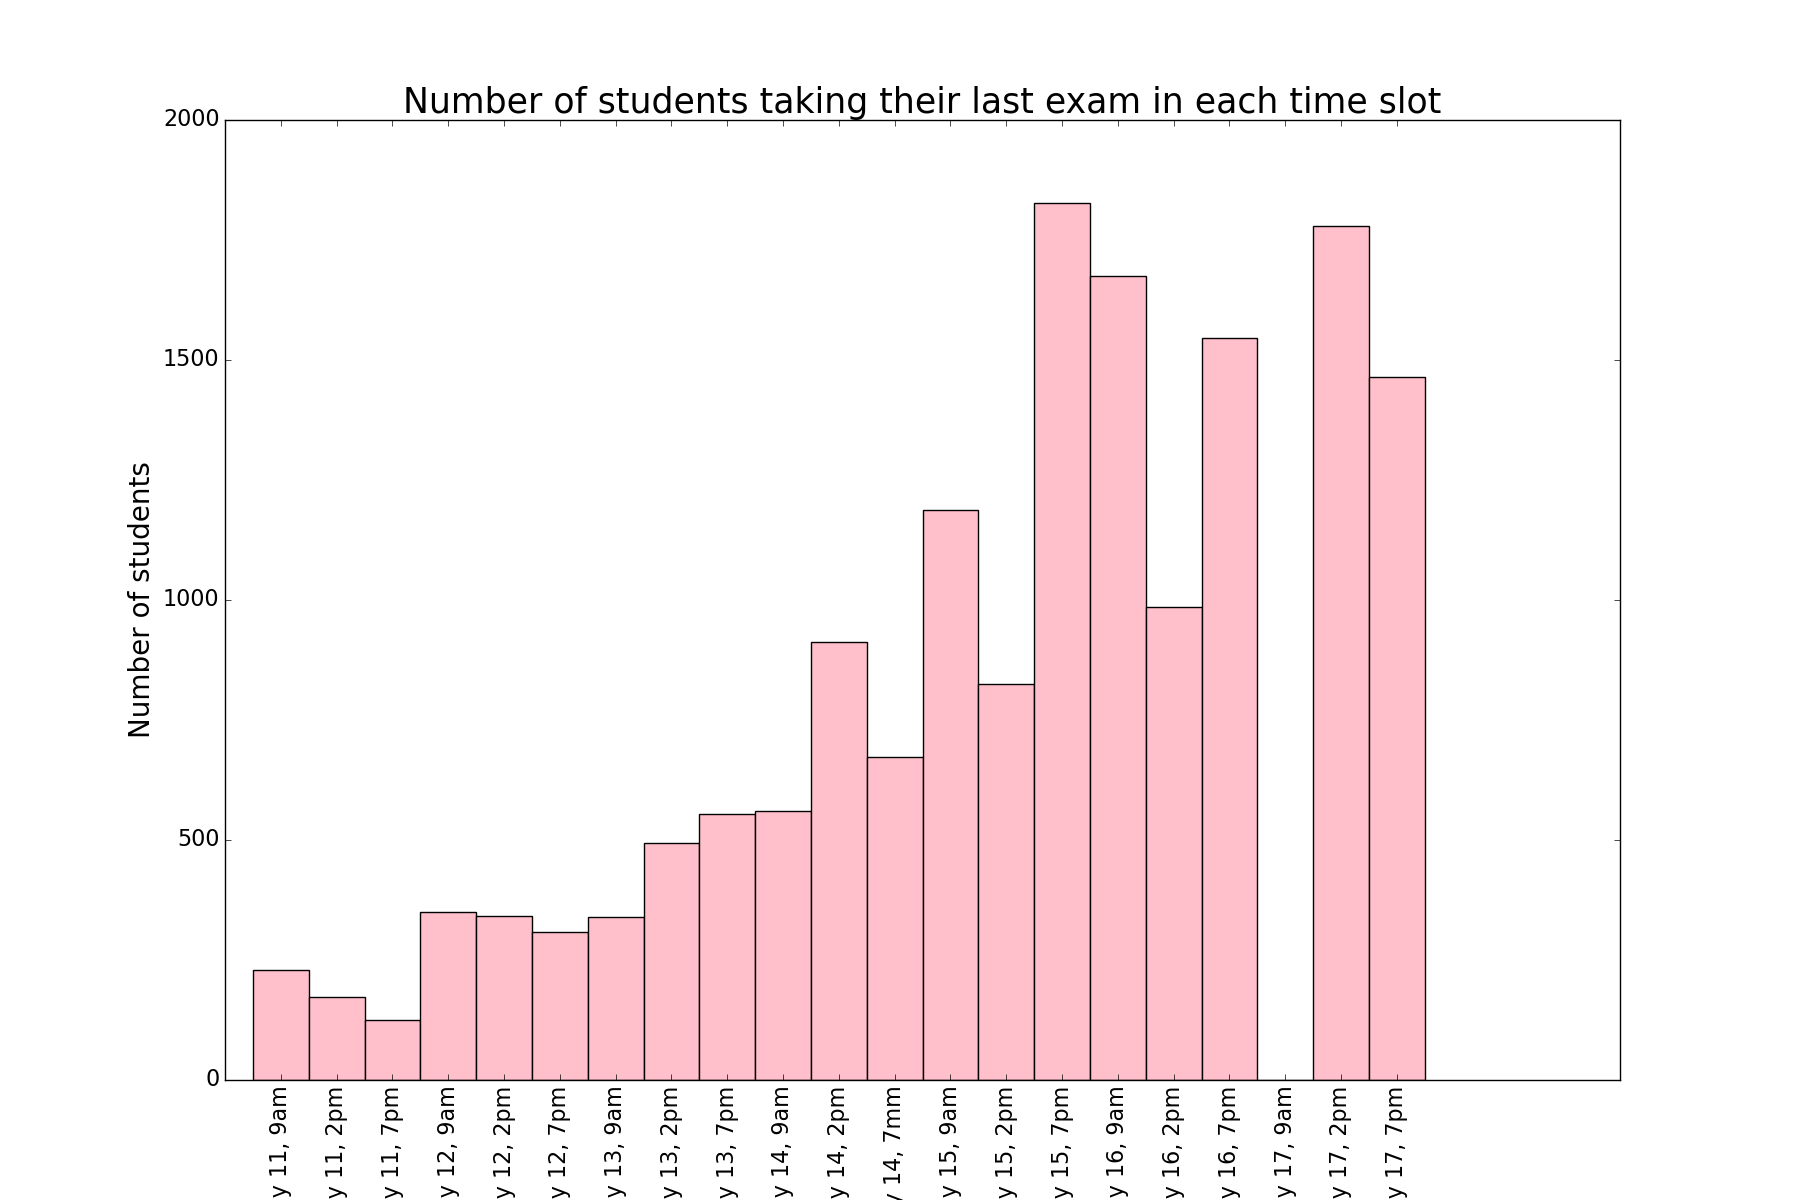 Number of students taking their last exam in each time slot
Number of students
2000
1500
1000
500
0
y 11, 9am
y 11, 2pm
y 11, 7pm
y 12, 9am
y 12, 2pm
y 12, 7pm
y 13, 9am
y 13, 2pm
y 13, 7pm
y 14, 9am
y 14, 2pm
y 14, 7mm
y 15, 9am
y 15, 2pm
y 15, 7pm
y 16, 9am
y 16, 2pm
y 16, 7pm
y 17, 9am
y 17, 2pm
y 17, 7pm